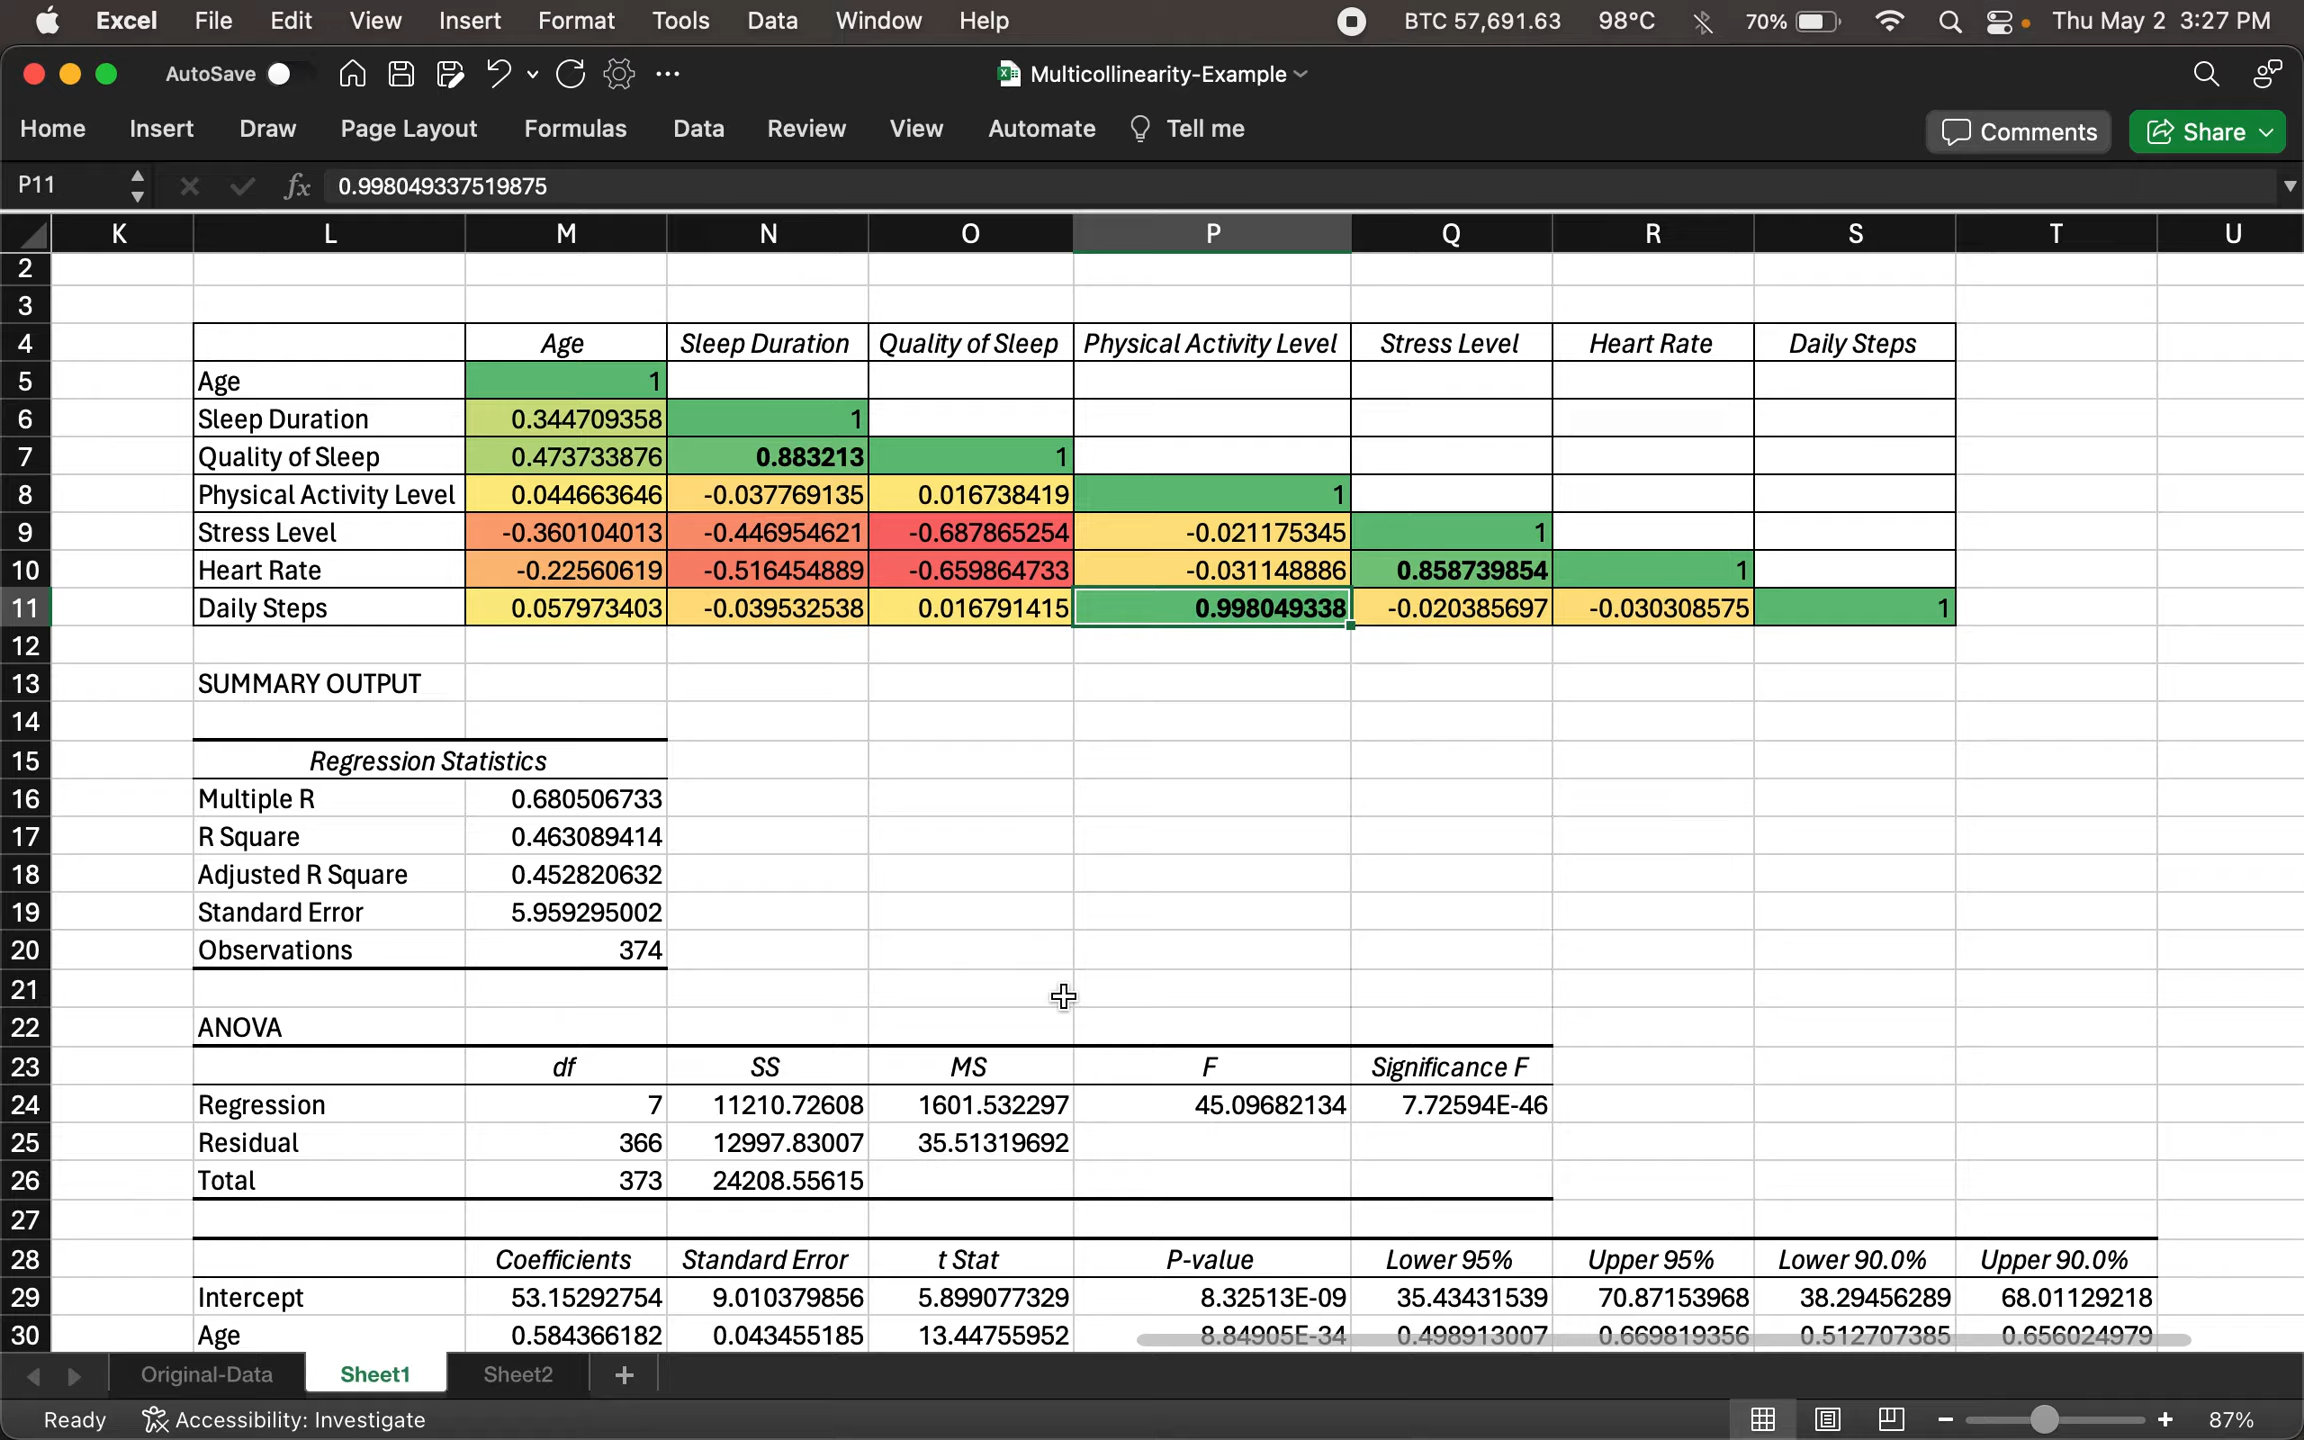 Excel File Edit View Insert Format Tools Data Window Help BTC 57,691.63 98°C 70% Thu May 2 3:27 PM
AutoSave Multicollinearity-Example
Home Insert Draw Page Layout Formulas Data Review View Automate Tell me Comments Share
P11 fx 0.998049337519875
K L M N O P Q R S T U
2
3
4 Age Sleep Duration Quality of Sleep Physical Activity Level Stress Level Heart Rate Daily Steps
5 Age 1
6 Sleep Duration 0.344709358 1
7 Quality of Sleep 0.473733876 0.883213 1
8 Physical Activity Level 0.044663646 -0.037769135 0.016738419 1
9 Stress Level -0.360104013 -0.446954621 -0.687865254 -0.021175345 1
10 Heart Rate -0.22560619 -0.516454889 -0.659864733 -0.031148886 0.858739854 1
11 Daily Steps 0.057973403 -0.039532538 0.016791415 0.998049338 -0.020385697 -0.030308575 1
12
13 SUMMARY OUTPUT
14
15 Regression Statistics
16 Multiple R 0.680506733
17 R Square 0.463089414
18 Adjusted R Square 0.452820632
19 Standard Error 5.959295002
20 Observations 374
21
22 ANOVA
23 df SS MS F Significance F
24 Regression 7 11210.72608 1601.532297 45.09682134 7.72594E-46
25 Residual 366 12997.83007 35.51319692
26 Total 373 24208.55615
27
28 Coefficients Standard Error t Stat P-value Lower 95% Upper 95% Lower 90.0% Upper 90.0%
29 Intercept 53.15292754 9.010379856 5.899077329 8.32513E-09 35.43431539 70.87153968 38.29456289 68.01129218
30 Age 0.584366182 0.043455185 13.44755952 8.84905E-34 0.498913007 0.669819356 0.512707385 0.656024979
Original-Data Sheet1 Sheet2 +
Ready Accessibility: Investigate 87%